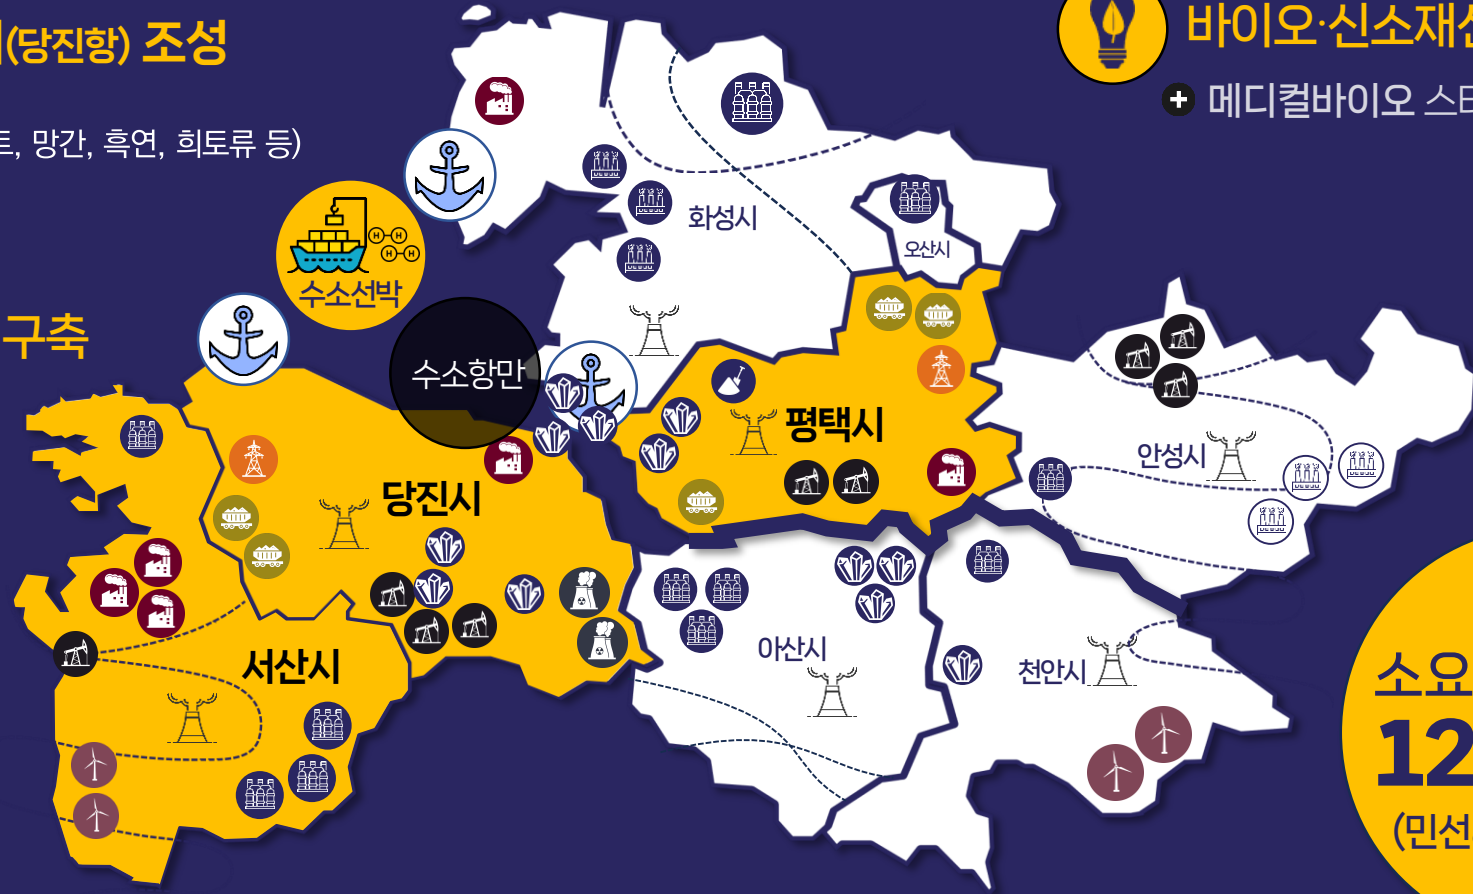 (당진항) 조성
망간, 흑연, 희토류 등)
구축
바이오·신소재
메디컬바이오 스
수소선박
H H
H H
수소항만
화성시
오산시
평택시
안성시
당진시
서산시
아산시
천안시
소요
12
(민선